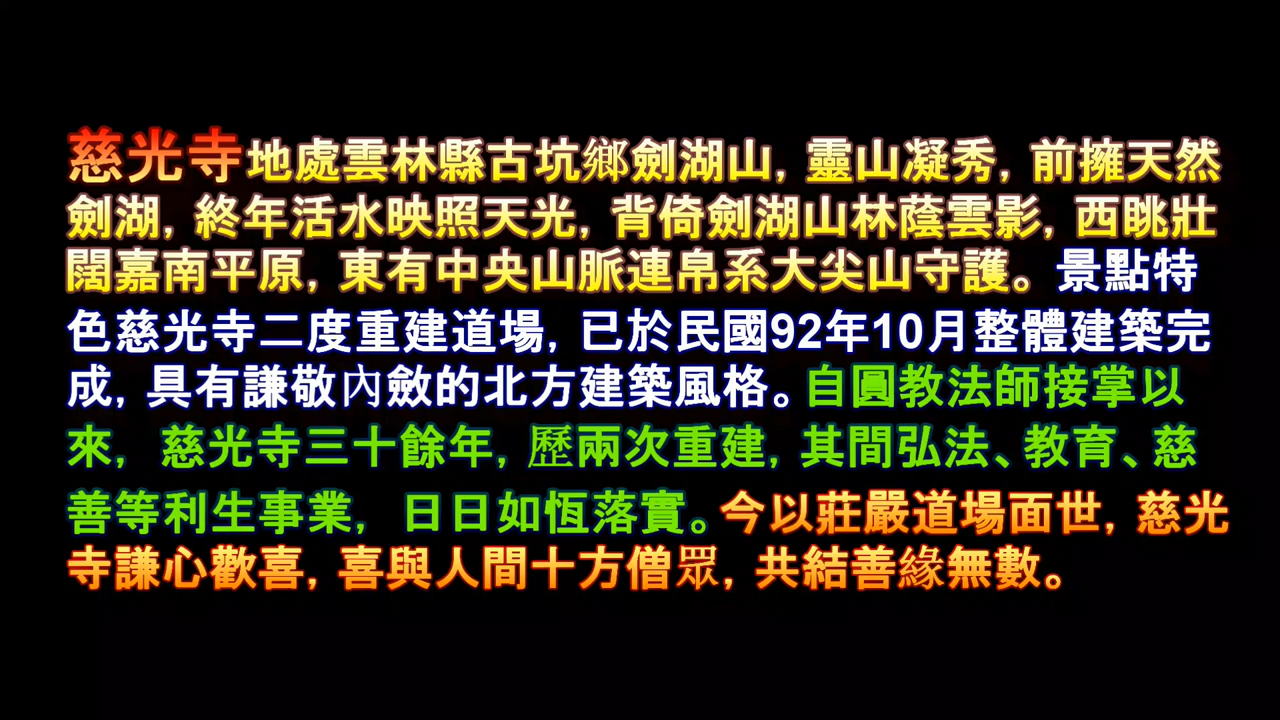 慈光寺地處雲林縣古坑鄉劍湖山, 靈山凝秀, 前擁天然
劍湖, 終年活水映照天光, 背倚劍湖山林蔭雲影, 西眺壯
闊嘉南平原, 東有中央山脈連帛系大尖山守護。景點特
色慈光寺二度重建道場, 已於民國92年10月整體建築完
成, 具有謙敬內斂的北方建築風格。自圓教法師接掌以
來, 慈光寺三十餘年, 歷兩次重建, 其間弘法、教育、慈
善等利生事業, 日日如恆落實。今以莊嚴道場面世, 慈光
寺謙心歡喜, 喜與人間十方僧眾, 共結善緣無數。